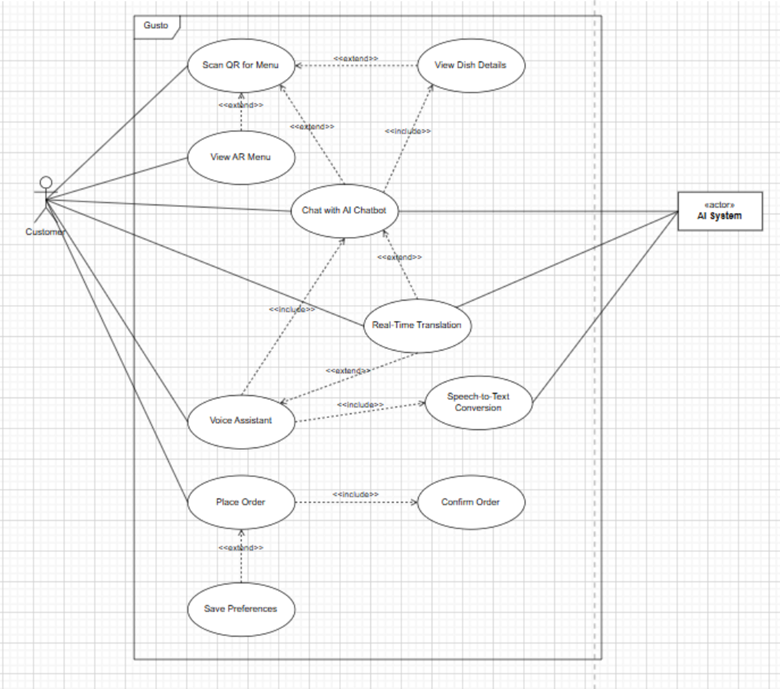 Gusto
Scan QR for Menu
<<extend>>
View Dish Details
<<extend>>
<<extend>>
<<include>>
View AR Menu
Customer
Chat with AI Chatbot
«actor»
AI System
<<extend>>
<<include>>
Real-Time Translation
<<extend>>
Voice Assistant
<<include>>
Speech-to-Text
Conversion
Place Order
<<include>>
Confirm Order
<<extend>>
Save Preferences